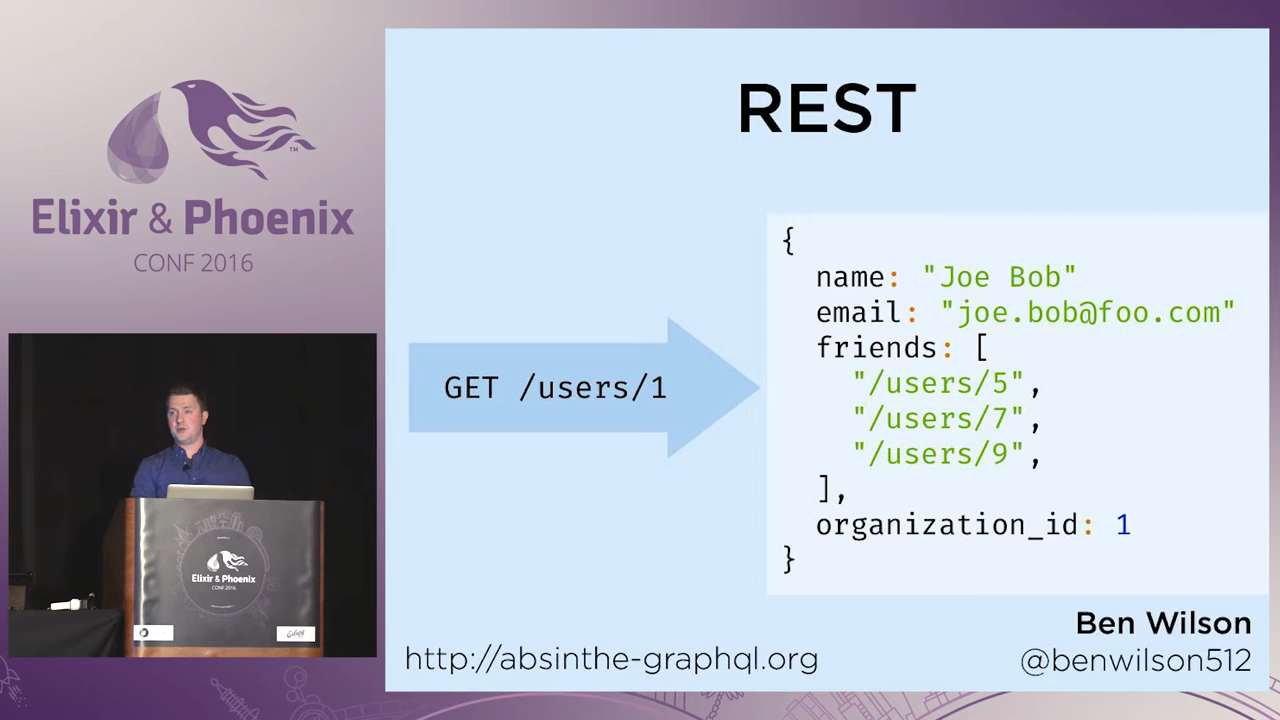 Elixir & Phoenix
CONF 2016
TM
REST
GET /users/1
{
name: "Joe Bob"
email: "joe.bob@foo.com"
friends: [
"/users/5",
"/users/7",
"/users/9",
],
organization_id: 1
}
Ben Wilson
@benwilson512
http://absinthe-graphql.org
Elixir & Phoenix
CONF 2016